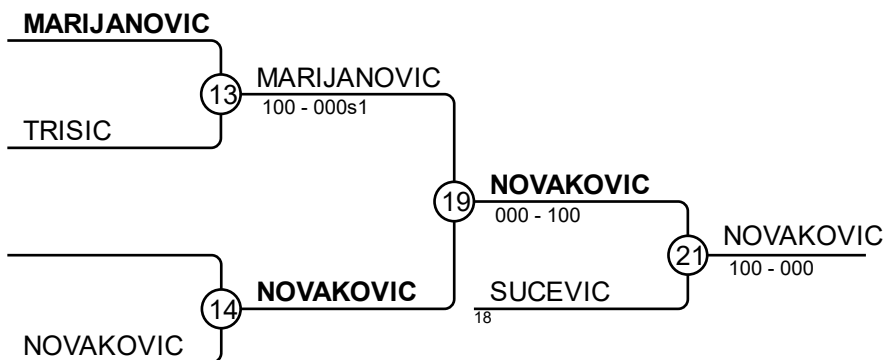 MARIJANOVIC
13
MARIJANOVIC
100 - 000s1
TRISIC
19
NOVAKOVIC
000 - 100
21
NOVAKOVIC
100 - 000
14
NOVAKOVIC
SUCEVIC
18
NOVAKOVIC